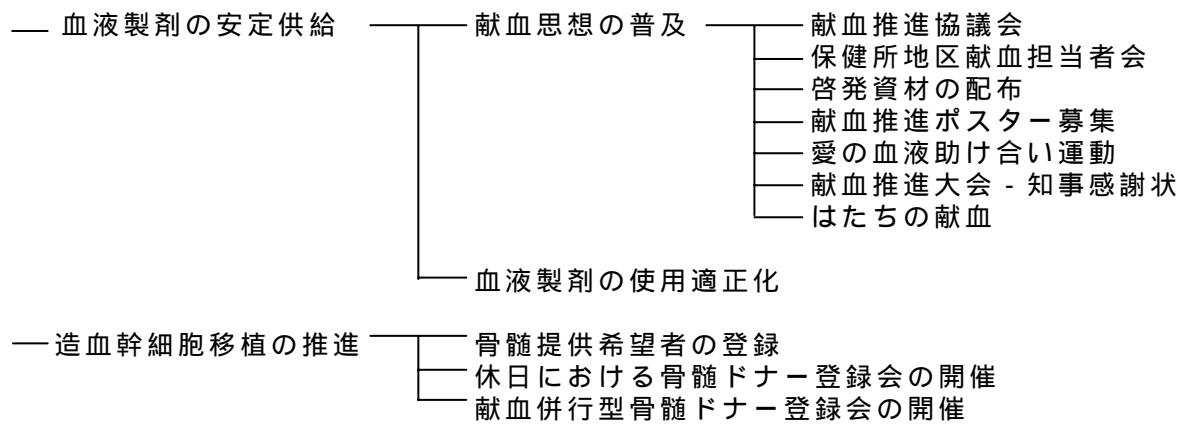 血液製剤の安定供給 献血思想の普及 献血推進協議会
保健所地区献血担当者会
啓発資材の配布
献血推進ポスター募集
愛の血液助け合い運動
献血推進大会 - 知事感謝状
はたちの献血
血液製剤の使用適正化
造血幹細胞移植の推進 骨髄提供希望者の登録
休日における骨髄ドナー登録会の開催
献血併行型骨髄ドナー登録会の開催